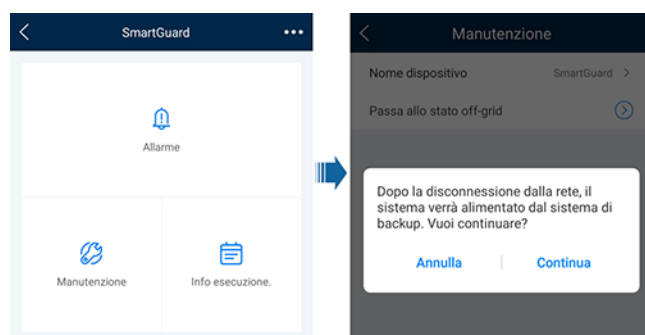 SmartGuard
Allarme
Manutenzione
Info esecuzione.
Manutenzione
Nome dispositivo
SmartGuard
Passa allo stato off-grid
Dopo la disconnessione dalla rete, il
sistema verrà alimentato dal sistema di
backup. Vuoi continuare?
Annulla
Continua